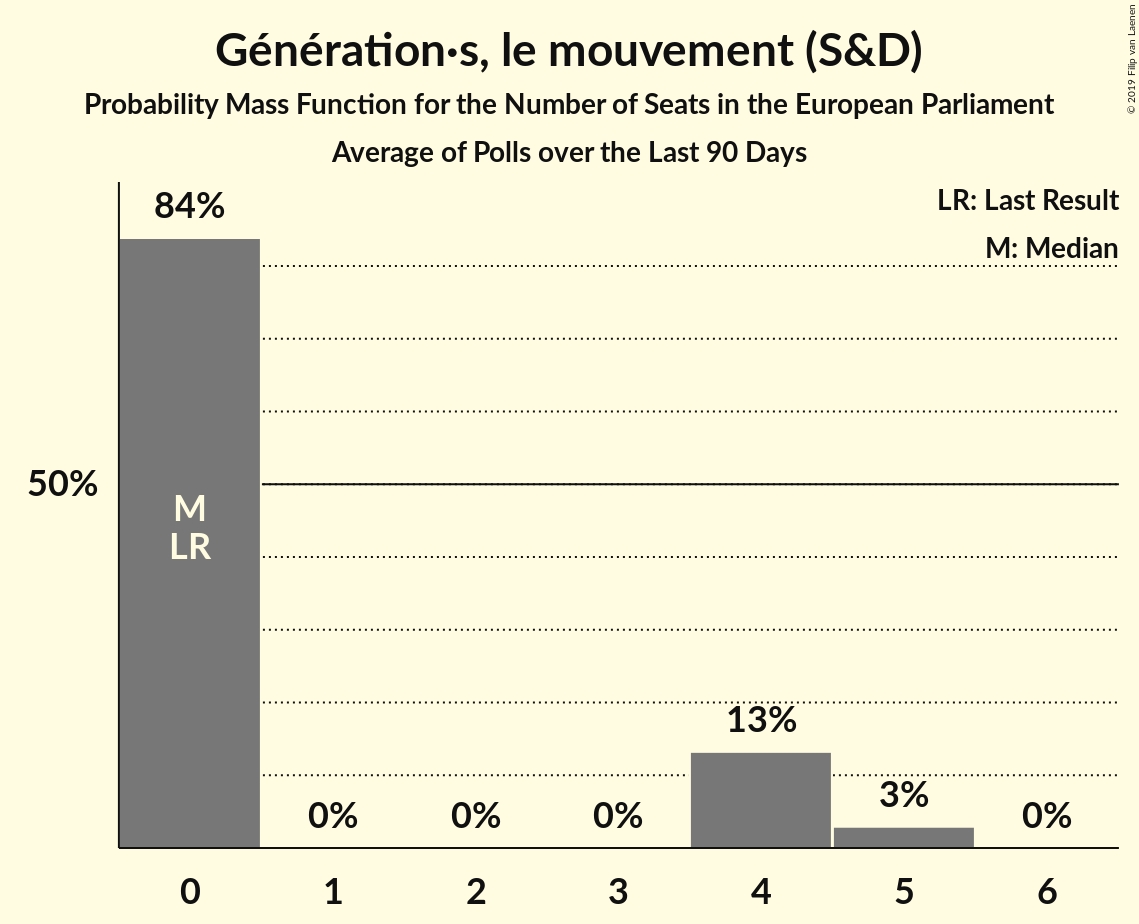 Génération·s, le mouvement (S&D)
Probability Mass Function for the Number of Seats in the European Parliament
Average of Polls over the Last 90 Days
© 2019 Filip van Laenen
LR: Last Result
M: Median
84%
50%
M
LR
0%
0%
0%
13%
3%
0%
0
1
2
3
4
5
6